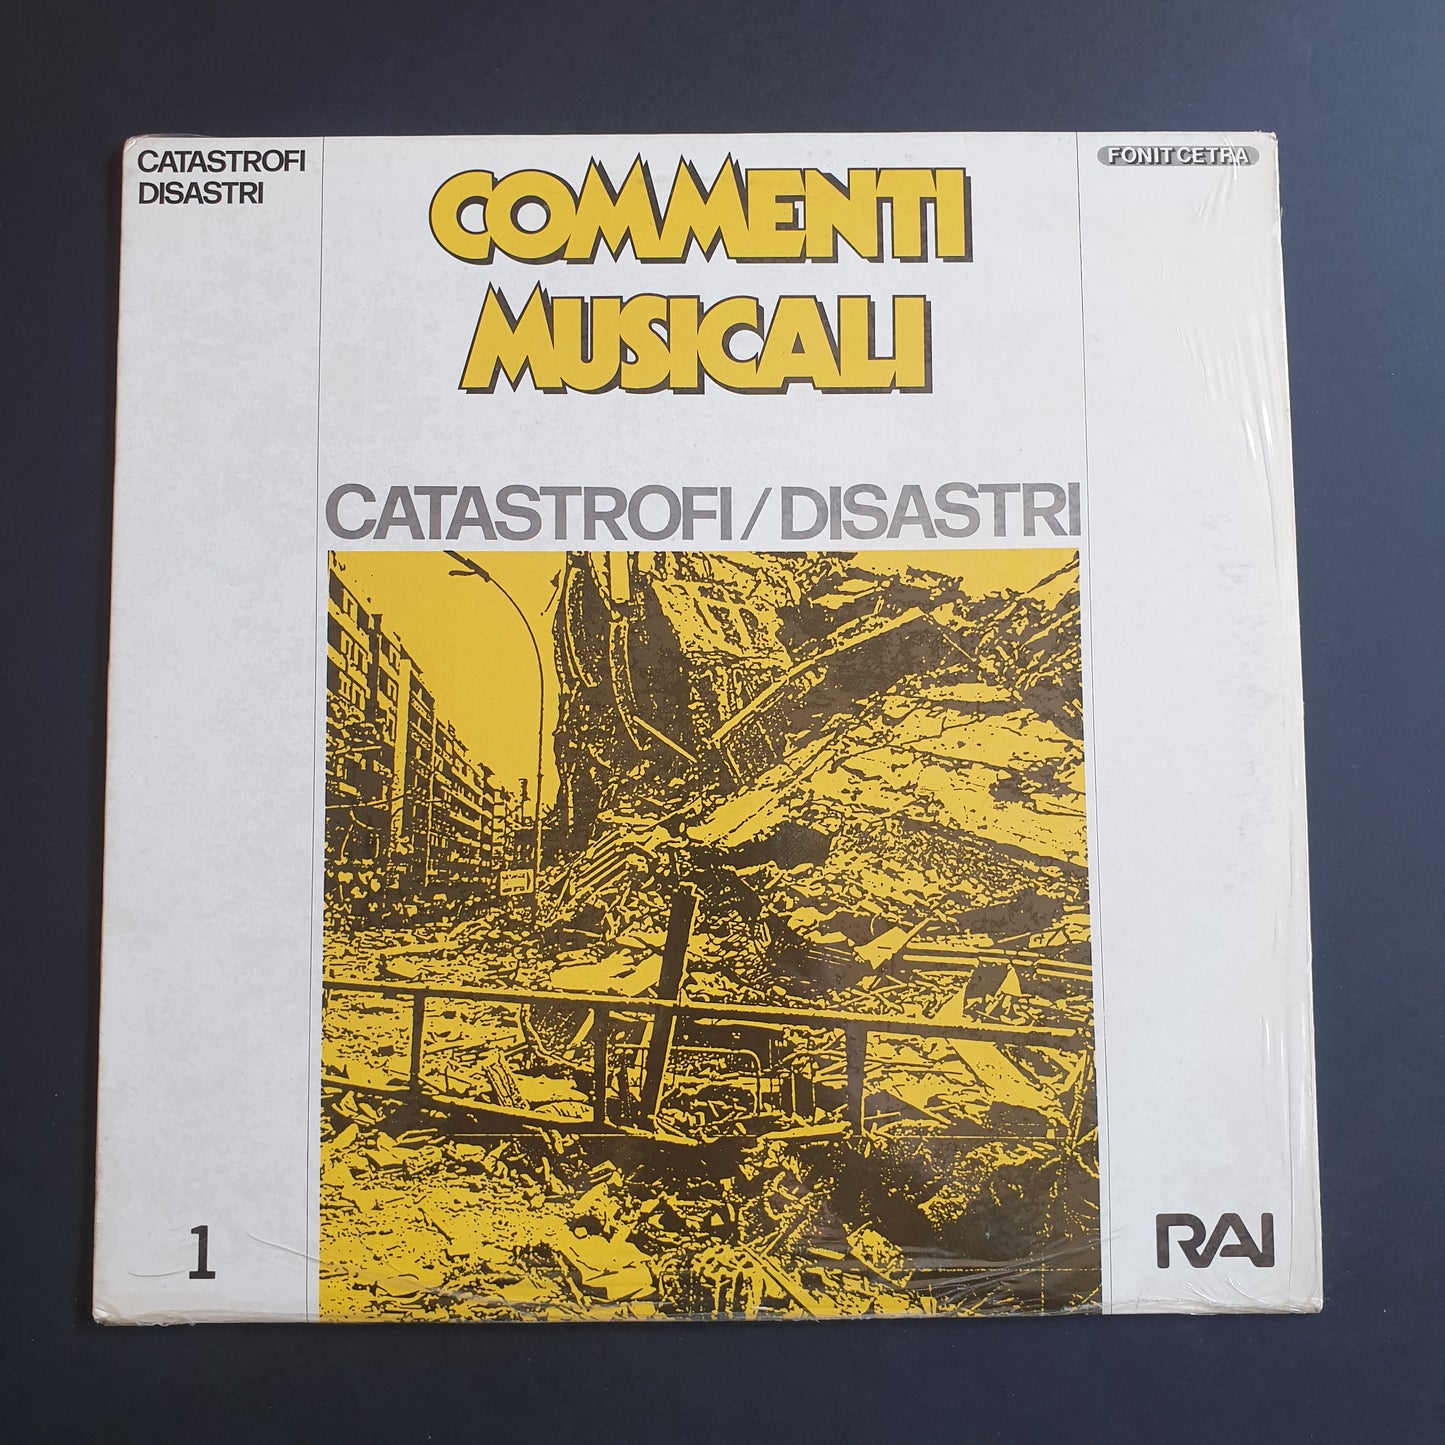 CATASTROFI
DISASTRI
COMMENTI
MUSICALI
FONIT CETRA
CATASTROFI/DISASTRI
1
RAI